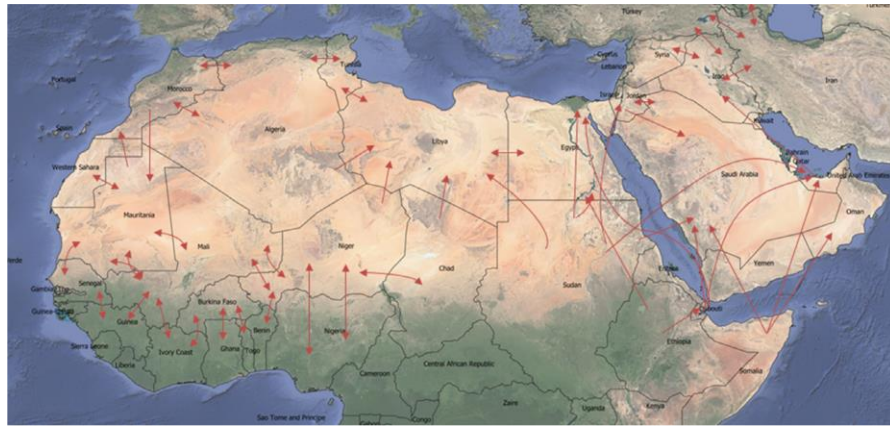 Turkey
Portugal
Cyprus
Syria
Lebanon
Tunisia
Iran
Morocco
Israel
Jordan
Iraq
Spain
Algeria
Libya
Kuwait
Egypt
Western Sahara
Bahrain
Qatar
Saudi Arabia
United Arab Emirates
Mauritania
Oman
Mali
Niger
Chad
Yemen
Sudan
Eritrea
Senegal
Gambia The
Burkina Faso
Djibouti
Guinea-Bissau
Guinea
Benin
Nigeria
Ethiopia
Sierra Leone
Ivory Coast
Ghana
Togo
Central African Republic
Liberia
Cameroon
Somalia
Zaire
Uganda
Kenya
Sao Tome and Principe
Gabon
Congo